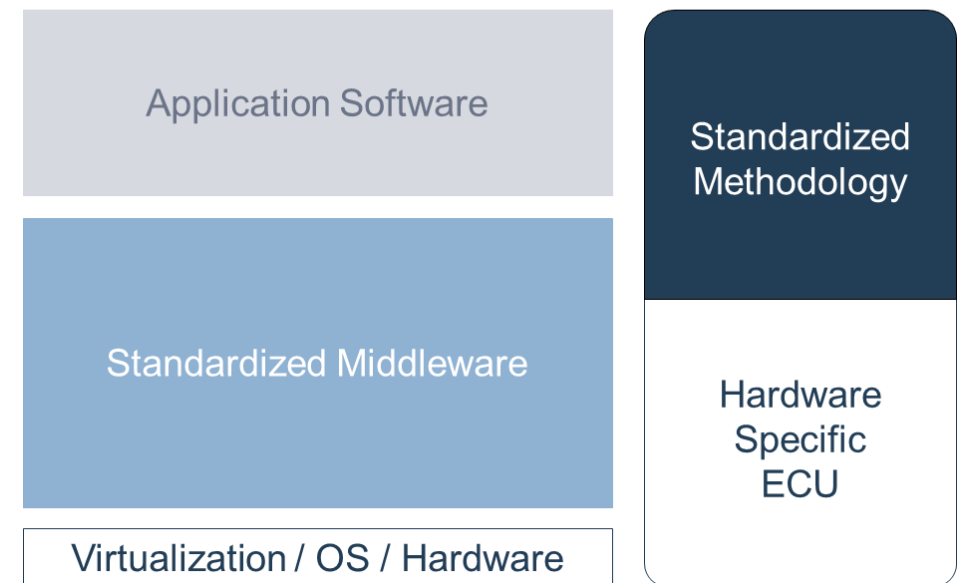 Application Software
Standardized Middleware
Virtualization / OS / Hardware
Standardized
Methodology
Hardware
Specific
ECU